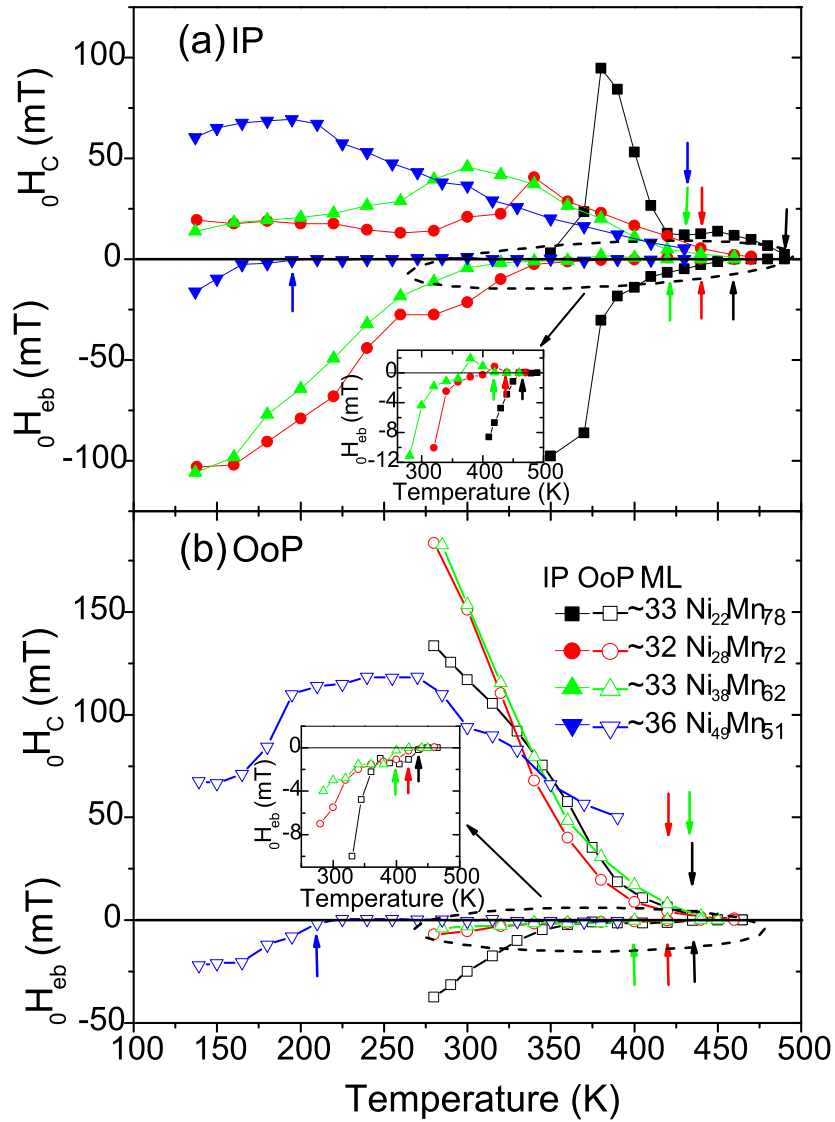 (a) IP
₀H_C (mT)
100
50
0
₀H_eb (mT)
-50
-100
₀H_eb (mT)
0
-4
-8
-12
300 400 500
Temperature (K)
(b) OoP
IP OoP ML
~33 Ni₂₂Mn₇₈
~32 Ni₂₈Mn₇₂
~33 Ni₃₈Mn₆₂
~36 Ni₄₉Mn₅₁
₀H_C (mT)
150
100
50
0
₀H_eb (mT)
-50
₀H_eb (mT)
0
-4
-8
300 400 500
Temperature (K)
100 150 200 250 300 350 400 450 500
Temperature (K)